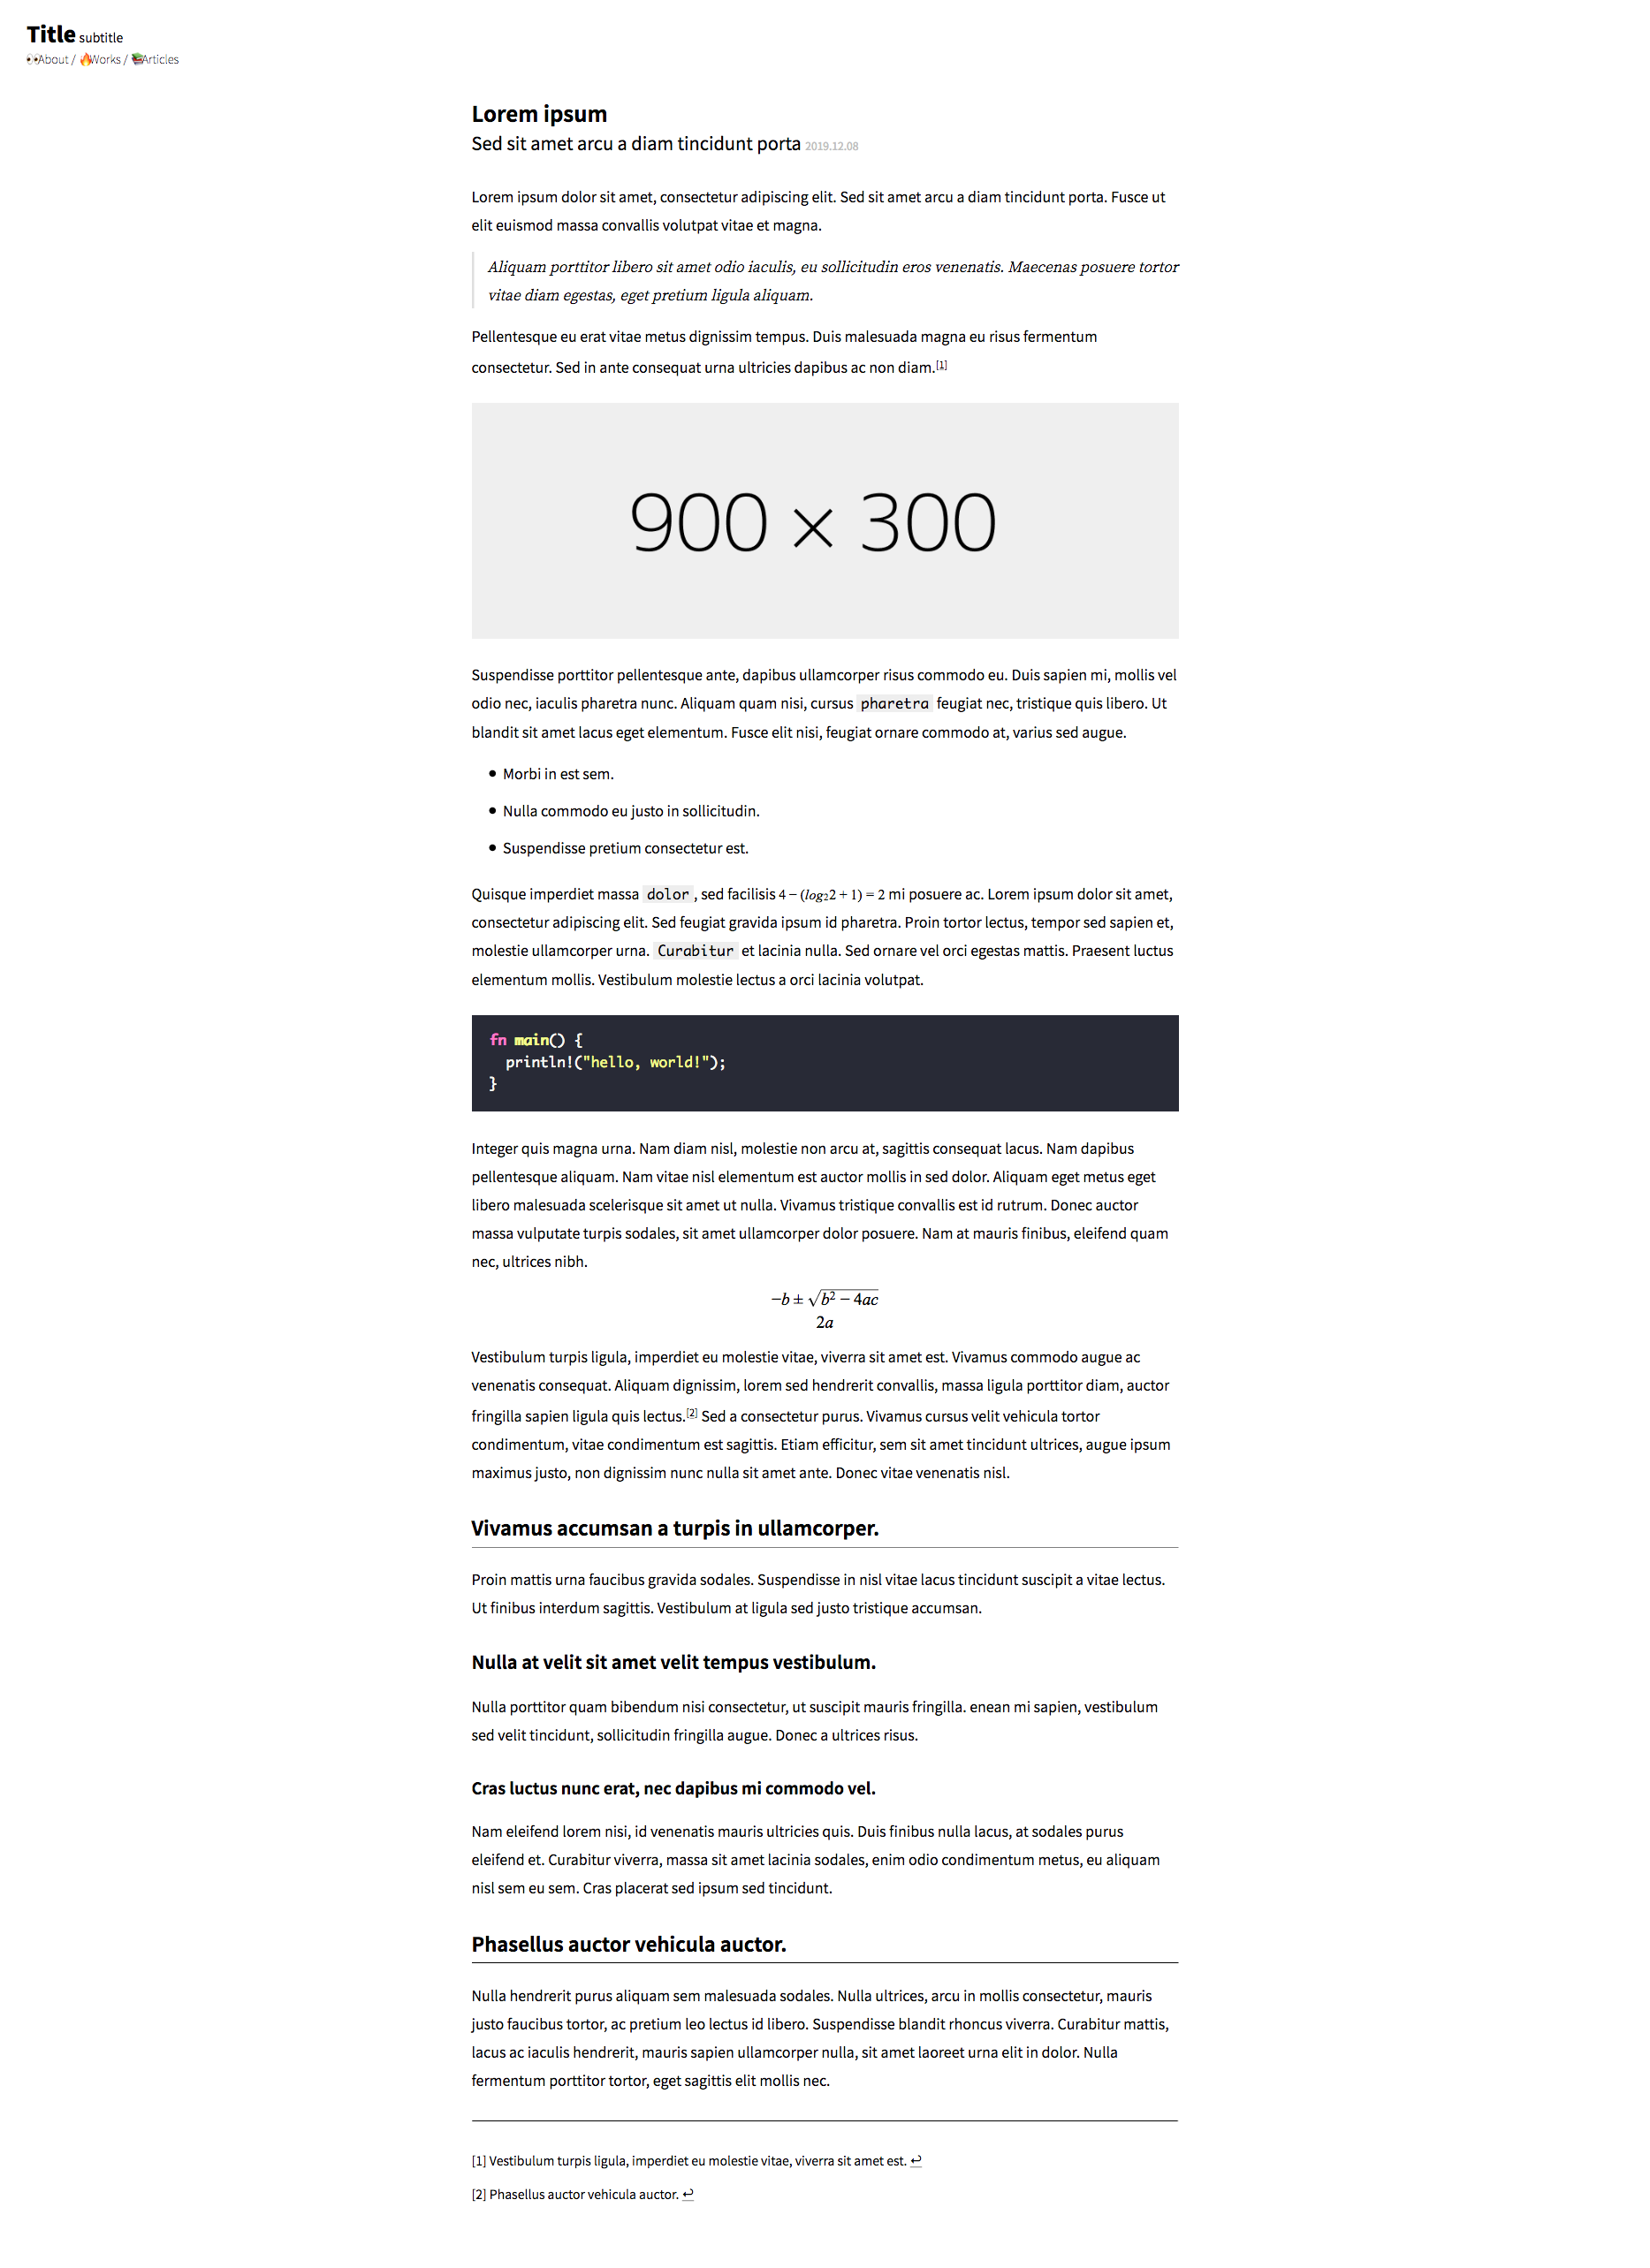 Title subtitle
👀About / 🔥Works / 📚Articles
Lorem ipsum
Sed sit amet arcu a diam tincidunt porta 2019.12.08
Lorem ipsum dolor sit amet, consectetur adipiscing elit. Sed sit amet arcu a diam tincidunt porta. Fusce ut
elit euismod massa convallis volutpat vitae et magna.
Aliquam porttitor libero sit amet odio iaculis, eu sollicitudin eros venenatis. Maecenas posuere tortor
vitae diam egestas, eget pretium ligula aliquam.
Pellentesque eu erat vitae metus dignissim tempus. Duis malesuada magna eu risus fermentum
consectetur. Sed in ante consequat urna ultricies dapibus ac non diam.[1]
900 × 300
Suspendisse porttitor pellentesque ante, dapibus ullamcorper risus commodo eu. Duis sapien mi, mollis vel
odio nec, iaculis pharetra nunc. Aliquam quam nisi, cursus pharetra feugiat nec, tristique quis libero. Ut
blandit sit amet lacus eget elementum. Fusce elit nisi, feugiat ornare commodo at, varius sed augue.
• Morbi in est sem.
• Nulla commodo eu justo in sollicitudin.
• Suspendisse pretium consectetur est.
Quisque imperdiet massa dolor , sed facilisis 4 − (log₂2 + 1) = 2 mi posuere ac. Lorem ipsum dolor sit amet,
consectetur adipiscing elit. Sed feugiat gravida ipsum id pharetra. Proin tortor lectus, tempor sed sapien et,
molestie ullamcorper urna. Curabitur et lacinia nulla. Sed ornare vel orci egestas mattis. Praesent luctus
elementum mollis. Vestibulum molestie lectus a orci lacinia volutpat.
fn main() {
  println!("hello, world!");
}
Integer quis magna urna. Nam diam nisl, molestie non arcu at, sagittis consequat lacus. Nam dapibus
pellentesque aliquam. Nam vitae nisl elementum est auctor mollis in sed dolor. Aliquam eget metus eget
libero malesuada scelerisque sit amet ut nulla. Vivamus tristique convallis est id rutrum. Donec auctor
massa vulputate turpis sodales, sit amet ullamcorper dolor posuere. Nam at mauris finibus, eleifend quam
nec, ultrices nibh.
−b ± √b² − 4ac
2a
Vestibulum turpis ligula, imperdiet eu molestie vitae, viverra sit amet est. Vivamus commodo augue ac
venenatis consequat. Aliquam dignissim, lorem sed hendrerit convallis, massa ligula porttitor diam, auctor
fringilla sapien ligula quis lectus.[2] Sed a consectetur purus. Vivamus cursus velit vehicula tortor
condimentum, vitae condimentum est sagittis. Etiam efficitur, sem sit amet tincidunt ultrices, augue ipsum
maximus justo, non dignissim nunc nulla sit amet ante. Donec vitae venenatis nisl.
Vivamus accumsan a turpis in ullamcorper.
Proin mattis urna faucibus gravida sodales. Suspendisse in nisl vitae lacus tincidunt suscipit a vitae lectus.
Ut finibus interdum sagittis. Vestibulum at ligula sed justo tristique accumsan.
Nulla at velit sit amet velit tempus vestibulum.
Nulla porttitor quam bibendum nisi consectetur, ut suscipit mauris fringilla. enean mi sapien, vestibulum
sed velit tincidunt, sollicitudin fringilla augue. Donec a ultrices risus.
Cras luctus nunc erat, nec dapibus mi commodo vel.
Nam eleifend lorem nisi, id venenatis mauris ultricies quis. Duis finibus nulla lacus, at sodales purus
eleifend et. Curabitur viverra, massa sit amet lacinia sodales, enim odio condimentum metus, eu aliquam
nisl sem eu sem. Cras placerat sed ipsum sed tincidunt.
Phasellus auctor vehicula auctor.
Nulla hendrerit purus aliquam sem malesuada sodales. Nulla ultrices, arcu in mollis consectetur, mauris
justo faucibus tortor, ac pretium leo lectus id libero. Suspendisse blandit rhoncus viverra. Curabitur mattis,
lacus ac iaculis hendrerit, mauris sapien ullamcorper nulla, sit amet laoreet urna elit in dolor. Nulla
fermentum porttitor tortor, eget sagittis elit mollis nec.
[1] Vestibulum turpis ligula, imperdiet eu molestie vitae, viverra sit amet est. ↩
[2] Phasellus auctor vehicula auctor. ↩